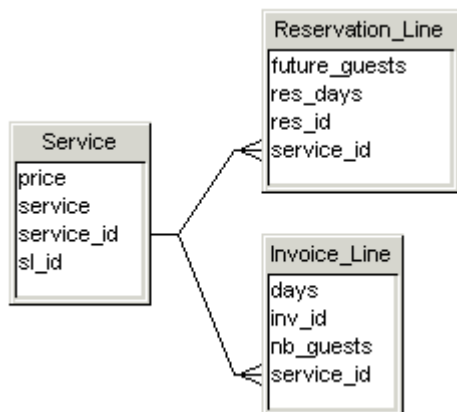 Reservation_Line
future_guests
res_days
res_id
service_id
Service
price
service
service_id
sl_id
Invoice_Line
days
inv_id
nb_guests
service_id